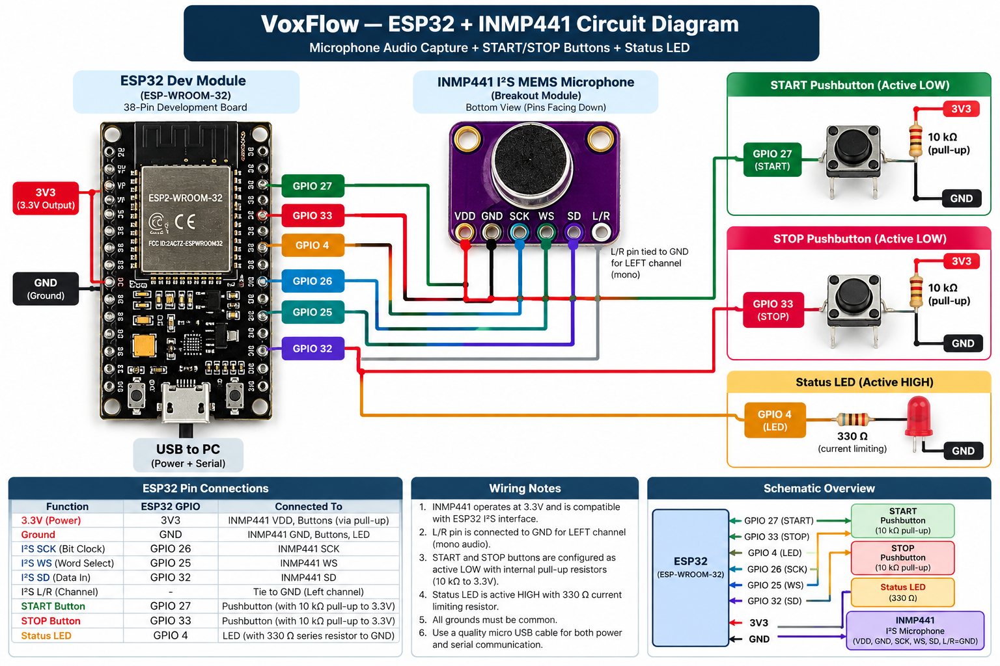 VoxFlow — ESP32 + INMP441 Circuit Diagram
Microphone Audio Capture + START/STOP Buttons + Status LED
ESP32 Dev Module
(ESP-WROOM-32)
38-Pin Development Board
INMP441 I²S MEMS Microphone
(Breakout Module)
Bottom View (Pins Facing Down)
3V3
(3.3V Output)
GND
(Ground)
ESP2-WROOM-32
CE
FCC ID:2AC7Z-ESPWROOM32
GPIO 27
GPIO 33
GPIO 4
GPIO 26
GPIO 25
GPIO 32
VDD GND SCK WS SD L/R
L/R pin tied to GND
for LEFT channel
(mono)
START Pushbutton (Active LOW)
3V3
10 kΩ
(pull-up)
GPIO 27
(START)
GND
STOP Pushbutton (Active LOW)
3V3
10 kΩ
(pull-up)
GPIO 33
(STOP)
GND
Status LED (Active HIGH)
GPIO 4
(LED)
330 Ω
(current limiting)
GND
USB to PC
(Power + Serial)
ESP32 Pin Connections
Function ESP32 GPIO Connected To
3.3V (Power) 3V3 INMP441 VDD, Buttons (via pull-up)
Ground GND INMP441 GND, Buttons, LED
I²S SCK (Bit Clock) GPIO 26 INMP441 SCK
I²S WS (Word Select) GPIO 25 INMP441 WS
I²S SD (Data In) GPIO 32 INMP441 SD
I²S L/R (Channel) - Tie to GND (Left channel)
START Button GPIO 27 Pushbutton (with 10 kΩ pull-up to 3.3V)
STOP Button GPIO 33 Pushbutton (with 10 kΩ pull-up to 3.3V)
Status LED GPIO 4 LED (with 330 Ω series resistor to GND)
Wiring Notes
1. INMP441 operates at 3.3V and is compatible
with ESP32 I²S interface.
2. L/R pin is connected to GND for LEFT channel
(mono audio).
3. START and STOP buttons are configured as
active LOW with internal pull-up resistors
(10 kΩ to 3.3V).
4. Status LED is active HIGH with 330 Ω current
limiting resistor.
5. All grounds must be common.
6. Use a quality micro USB cable for both power
and serial communication.
Schematic Overview
ESP32
(ESP-WROOM-32)
GPIO 27 (START)
GPIO 33 (STOP)
GPIO 4 (LED)
GPIO 26 (SCK)
GPIO 25 (WS)
GPIO 32 (SD)
3V3
GND
START
Pushbutton
(10 kΩ pull-up)
STOP
Pushbutton
(10 kΩ pull-up)
Status LED
(330 Ω)
INMP441
I²S Microphone
(VDD, GND, SCK, WS, SD, L/R=GND)